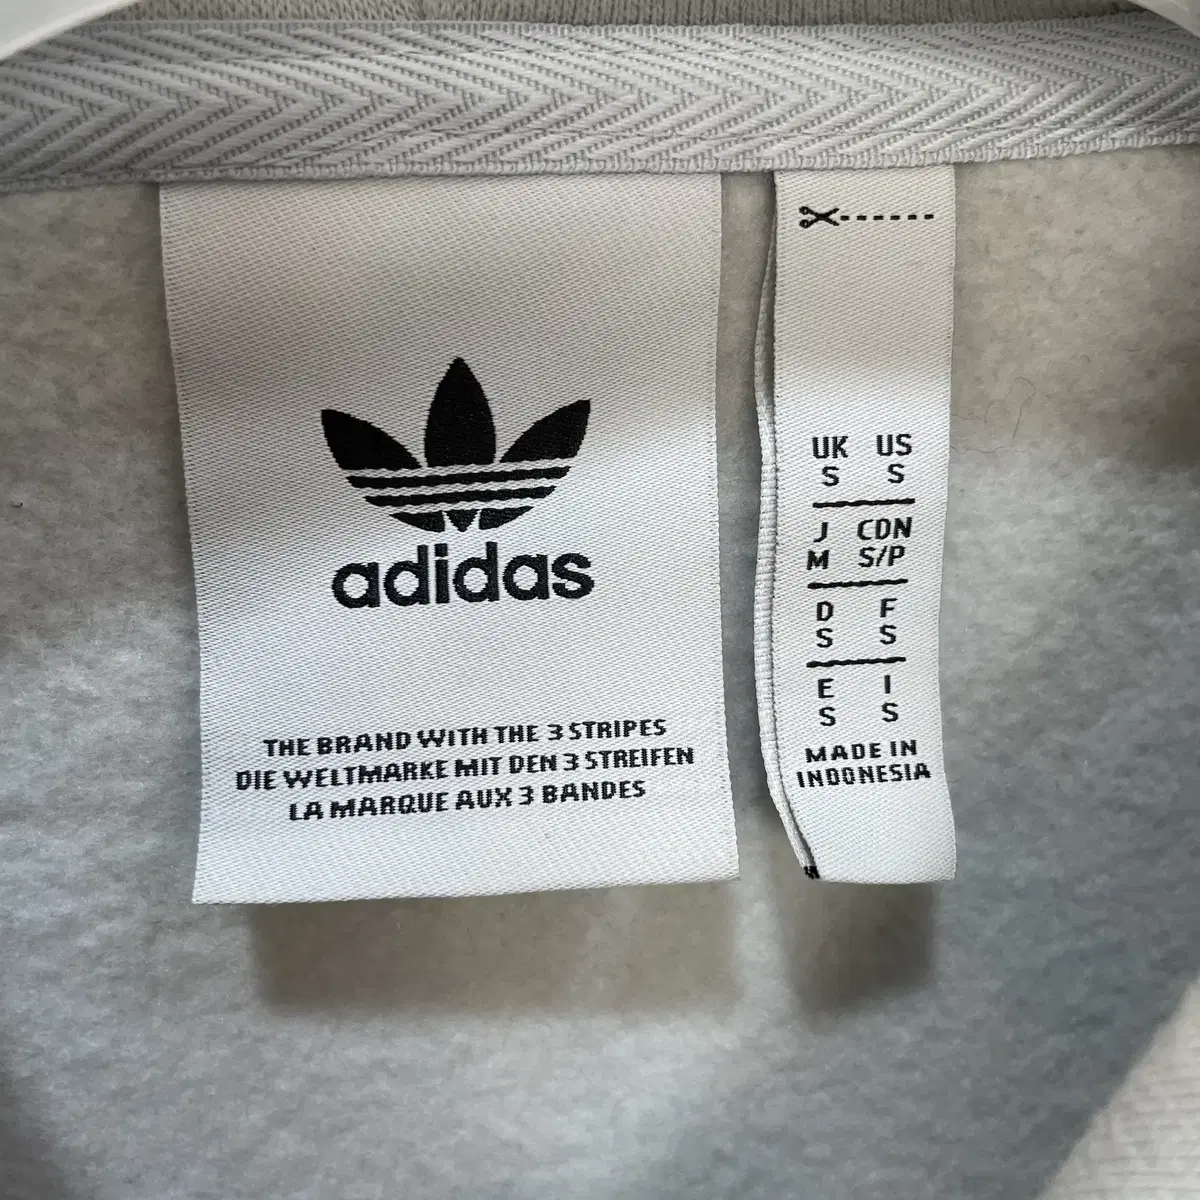 adidas
THE BRAND WITH THE 3 STRIPES
DIE WELTMARKE MIT DEN 3 STREIFEN
LA MARQUE AUX 3 BANDES
UK US
S S
J CDN
M S/P
D F
S S
E I
S S
MADE IN
INDONESIA